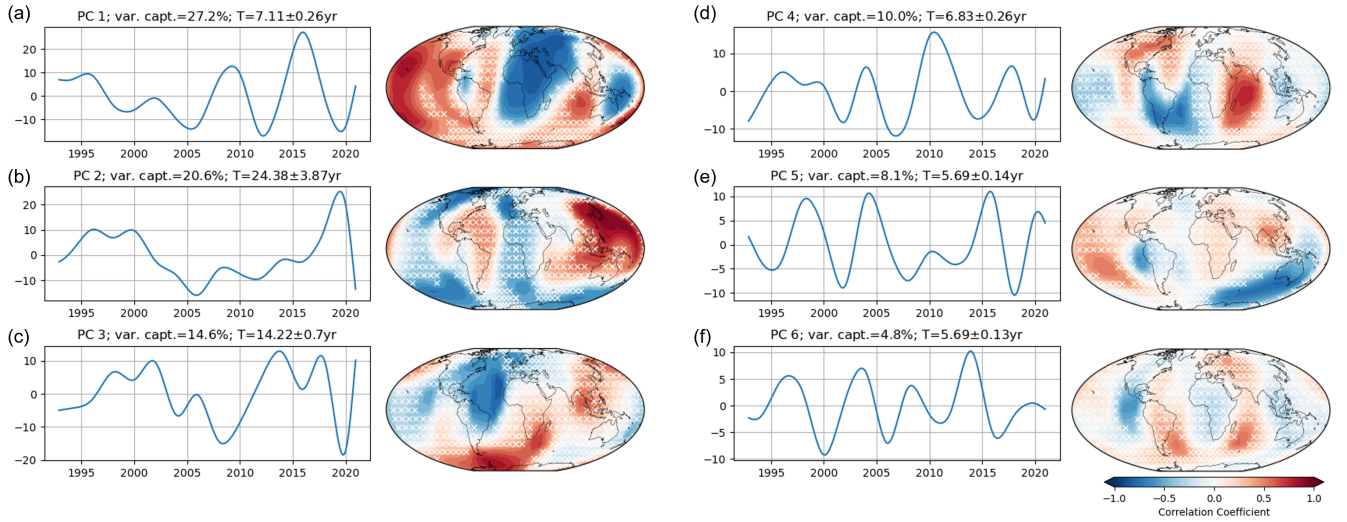 (a)
PC 1; var. capt.=27.2%; T=7.11±0.26yr
20
10
0
−10
1995 2000 2005 2010 2015 2020
(b)
PC 2; var. capt.=20.6%; T=24.38±3.87yr
20
10
0
−10
1995 2000 2005 2010 2015 2020
(c)
PC 3; var. capt.=14.6%; T=14.22±0.7yr
10
0
−10
−20
1995 2000 2005 2010 2015 2020
(d)
PC 4; var. capt.=10.0%; T=6.83±0.26yr
10
0
−10
1995 2000 2005 2010 2015 2020
(e)
PC 5; var. capt.=8.1%; T=5.69±0.14yr
10
5
0
−5
−10
1995 2000 2005 2010 2015 2020
(f)
PC 6; var. capt.=4.8%; T=5.69±0.13yr
10
5
0
−5
−10
1995 2000 2005 2010 2015 2020
−1.0 −0.5 0.0 0.5 1.0
Correlation Coefficient